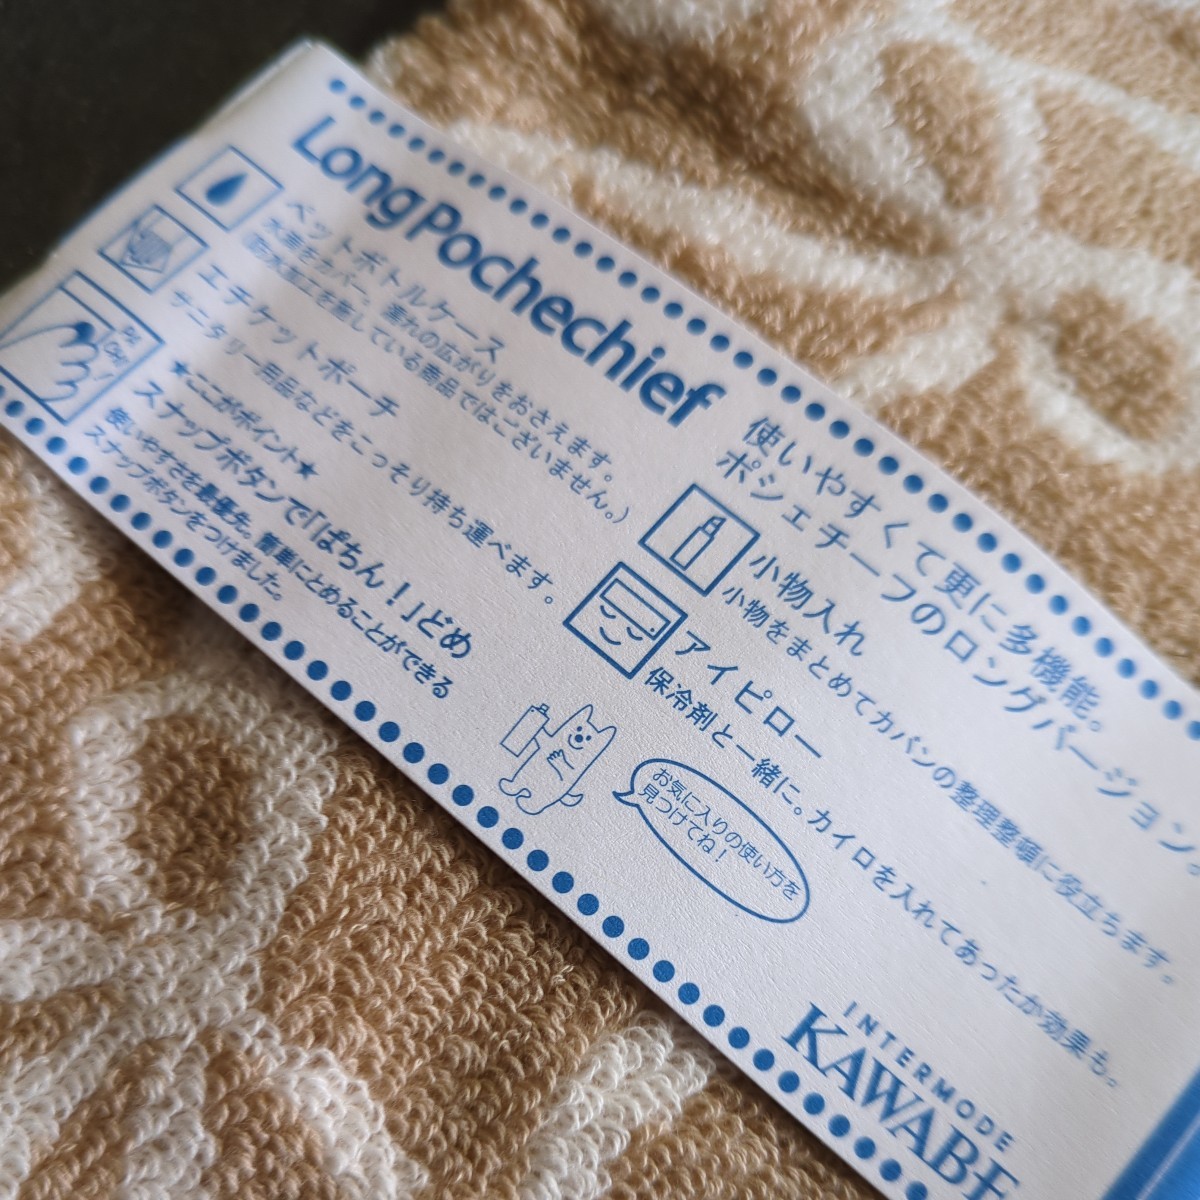 Long Pochechief
使いやすくて更に多機能。
ポシェチーフのロングバージョン。
ペットボトルケース
水滴をカバー。濡れの広がりをおさえます。
(防水加工を施している商品ではございません。)
エチケットポーチ
サニタリー用品などをこっそり持ち運べます。
小物入れ
小物をまとめてカバンの整理整頓に役立ちます。
アイピロー
保冷剤と一緒に。カイロを入れてあったか効果も。
★ここがポイント★
スナップボタンで「ぱちん!」どめ
使いやすさを最優先。簡単にとめることができる
スナップボタンをつけました。
お気に入りの使い方を
見つけてね!
INTERMODE
KAWABE